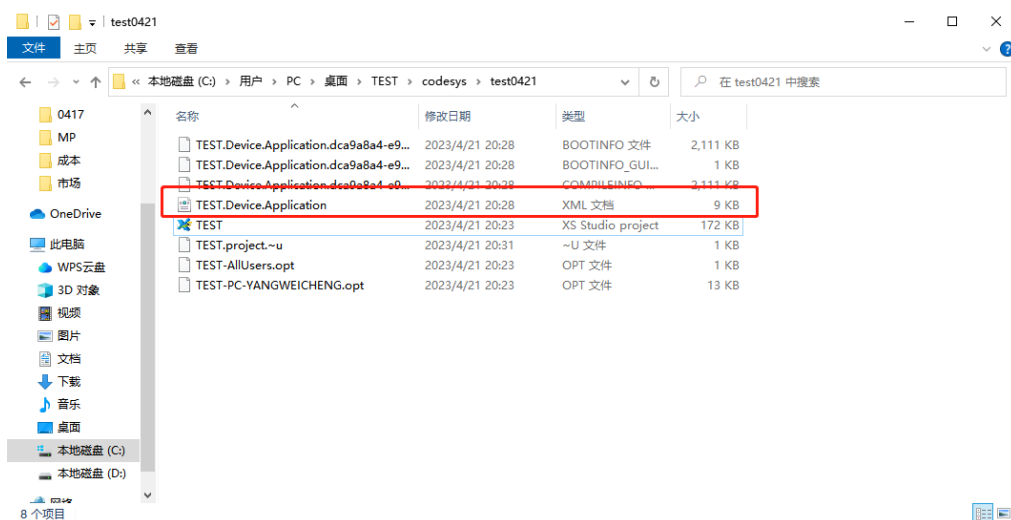 test0421
文件 主页 共享 查看
« 本地磁盘 (C:) › 用户 › PC › 桌面 › TEST › codesys › test0421 在 test0421 中搜索
名称 修改日期 类型 大小
0417
MP
成本
市场
OneDrive
此电脑
WPS云盘
3D 对象
视频
图片
文档
下载
音乐
桌面
本地磁盘 (C:)
本地磁盘 (D:)
网络
TEST.Device.Application.dca9a8a4-e9... 2023/4/21 20:28 BOOTINFO 文件 2,111 KB
TEST.Device.Application.dca9a8a4-e9... 2023/4/21 20:28 BOOTINFO_GUI... 1 KB
TEST.Device.Application.dca9a8a4-e9... 2023/4/21 20:28 COMPILEINFO ... 2,111 KB
TEST.Device.Application 2023/4/21 20:28 XML 文档 9 KB
TEST 2023/4/21 20:23 XS Studio project 172 KB
TEST.project.~u 2023/4/21 20:31 ~U 文件 1 KB
TEST-AllUsers.opt 2023/4/21 20:23 OPT 文件 1 KB
TEST-PC-YANGWEICHENG.opt 2023/4/21 20:23 OPT 文件 13 KB
8 个项目